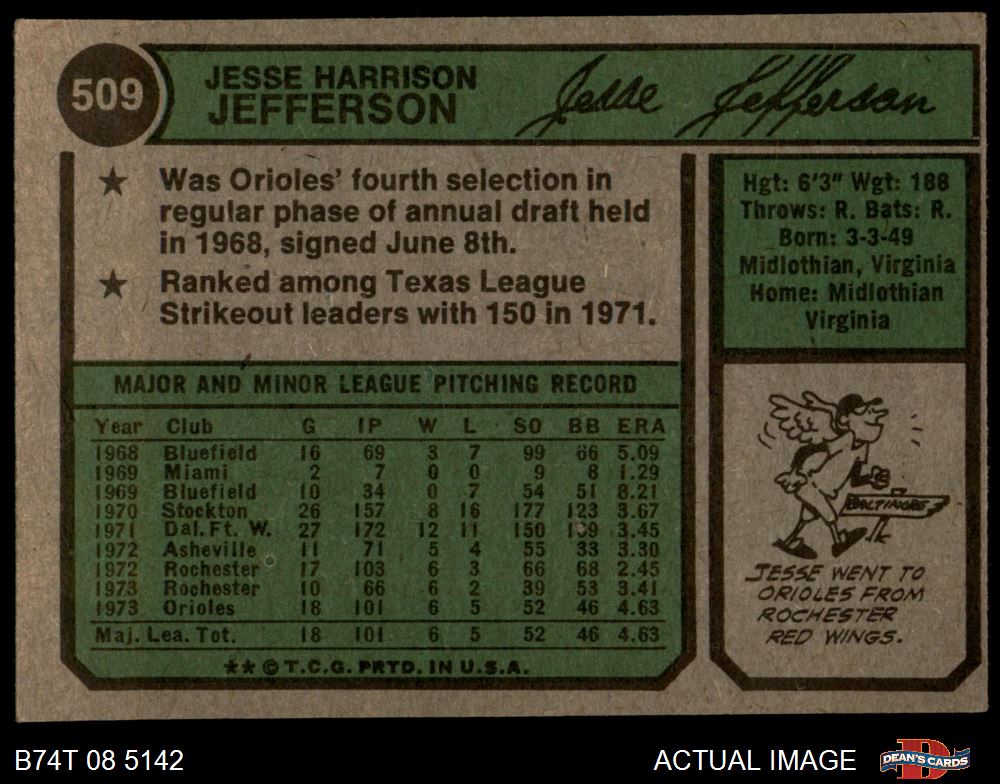 509
JESSE HARRISON
JEFFERSON
Jesse Jefferson
★ Was Orioles' fourth selection in
regular phase of annual draft held
in 1968, signed June 8th.
★ Ranked among Texas League
Strikeout leaders with 150 in 1971.
Hgt: 6'3" Wgt: 188
Throws: R. Bats: R.
Born: 3-3-49
Midlothian, Virginia
Home: Midlothian
Virginia
MAJOR AND MINOR LEAGUE PITCHING RECORD
Year Club G IP W L SO BB ERA
1968 Bluefield 16 69 3 7 99 66 5.09
1969 Miami 2 7 0 0 9 8 1.29
1969 Bluefield 10 34 0 7 54 51 8.21
1970 Stockton 26 157 8 16 177 123 3.67
1971 Dal. Ft. W. 27 172 12 11 150 109 3.45
1972 Asheville 11 71 5 4 55 33 3.30
1972 Rochester 17 103 6 3 66 68 2.45
1973 Rochester 10 66 6 2 39 53 3.41
1973 Orioles 18 101 6 5 52 46 4.63
Maj. Lea. Tot. 18 101 6 5 52 46 4.63
★★ © T.C.G. PRTD. IN U.S.A.
BALTIMORE
JESSE WENT TO
ORIOLES FROM
ROCHESTER
RED WINGS.
B74T 08 5142
ACTUAL IMAGE
DEAN'S CARDS